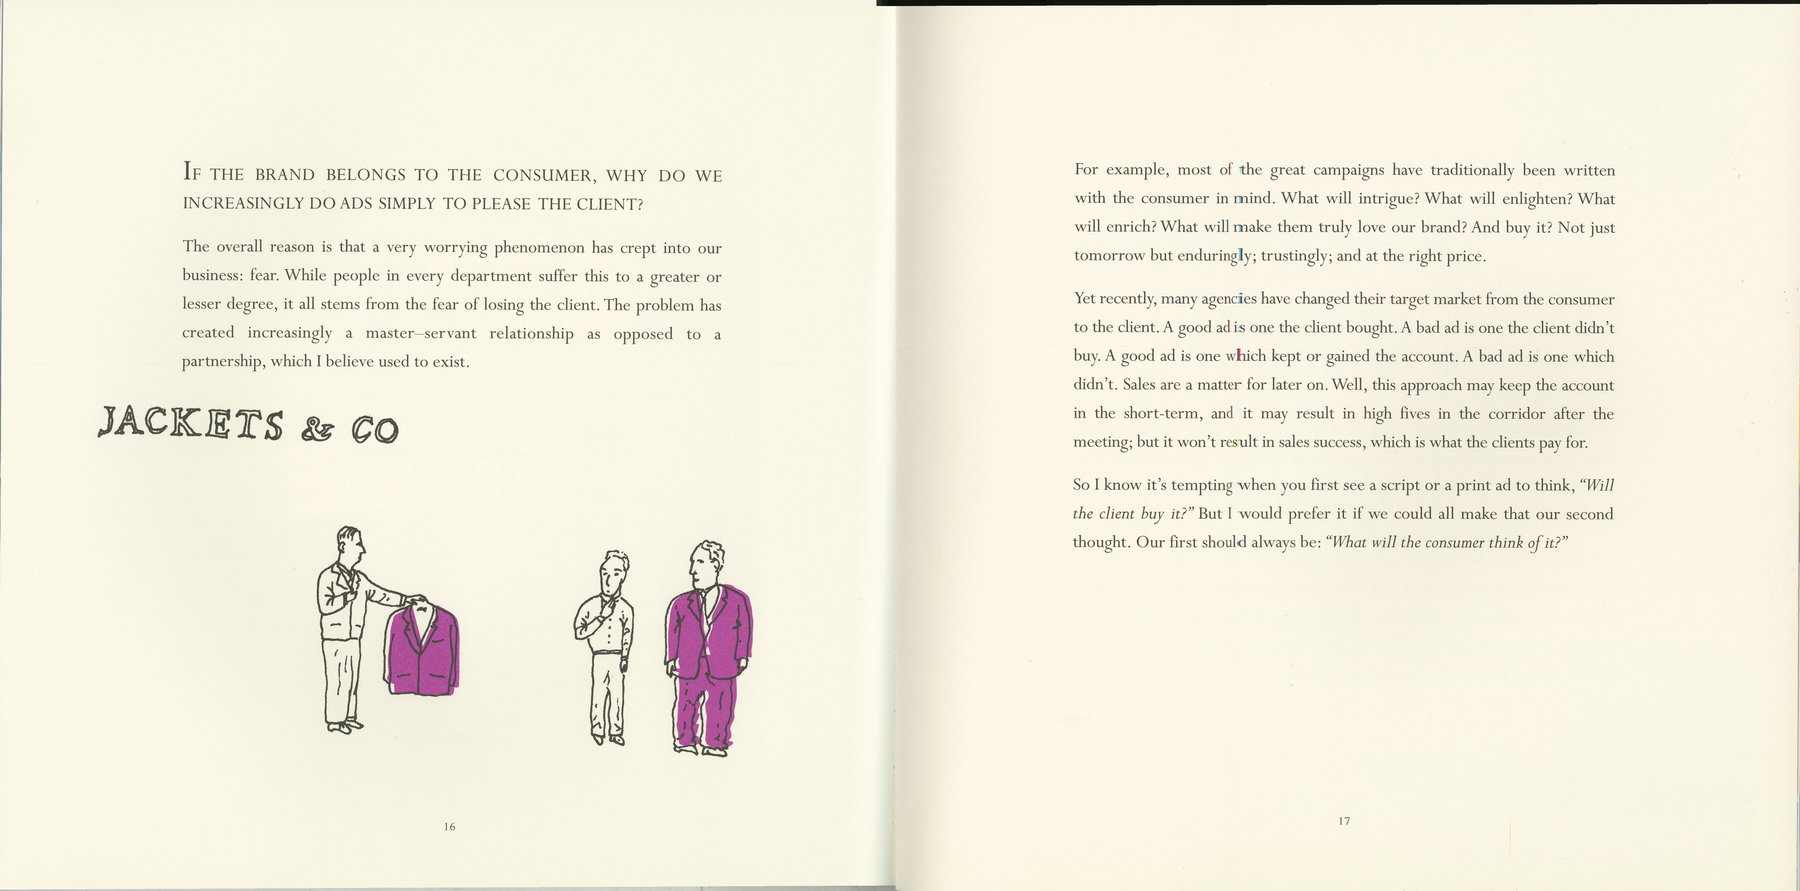 IF THE BRAND BELONGS TO THE CONSUMER, WHY DO WE
INCREASINGLY DO ADS SIMPLY TO PLEASE THE CLIENT?
The overall reason is that a very worrying phenomenon has crept into our
business: fear. While people in every department suffer this to a greater or
lesser degree, it all stems from the fear of losing the client. The problem has
created increasingly a master–servant relationship as opposed to a
partnership, which I believe used to exist.
JACKETS & CO
16
For example, most of the great campaigns have traditionally been written
with the consumer in mind. What will intrigue? What will enlighten? What
will enrich? What will make them truly love our brand? And buy it? Not just
tomorrow but enduringly; trustingly; and at the right price.
Yet recently, many agencies have changed their target market from the consumer
to the client. A good ad is one the client bought. A bad ad is one the client didn't
buy. A good ad is one which kept or gained the account. A bad ad is one which
didn't. Sales are a matter for later on. Well, this approach may keep the account
in the short-term, and it may result in high fives in the corridor after the
meeting; but it won't result in sales success, which is what the clients pay for.
So I know it's tempting when you first see a script or a print ad to think, “Will
the client buy it?” But I would prefer it if we could all make that our second
thought. Our first should always be: “What will the consumer think of it?”
17